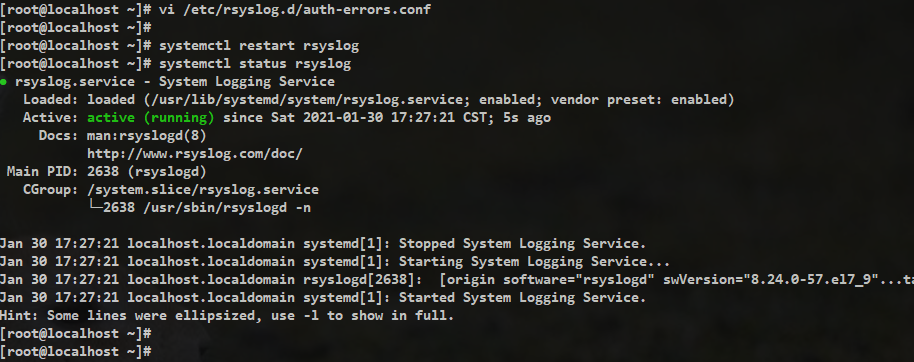 [root@localhost ~]# vi /etc/rsyslog.d/auth-errors.conf
[root@localhost ~]#
[root@localhost ~]# systemctl restart rsyslog
[root@localhost ~]# systemctl status rsyslog
● rsyslog.service - System Logging Service
   Loaded: loaded (/usr/lib/systemd/system/rsyslog.service; enabled; vendor preset: enabled)
   Active: active (running) since Sat 2021-01-30 17:27:21 CST; 5s ago
     Docs: man:rsyslogd(8)
           http://www.rsyslog.com/doc/
 Main PID: 2638 (rsyslogd)
   CGroup: /system.slice/rsyslog.service
           └─2638 /usr/sbin/rsyslogd -n

Jan 30 17:27:21 localhost.localdomain systemd[1]: Stopped System Logging Service.
Jan 30 17:27:21 localhost.localdomain systemd[1]: Starting System Logging Service...
Jan 30 17:27:21 localhost.localdomain rsyslogd[2638]:  [origin software="rsyslogd" swVersion="8.24.0-57.el7_9"...ta
Jan 30 17:27:21 localhost.localdomain systemd[1]: Started System Logging Service.
Hint: Some lines were ellipsized, use -l to show in full.
[root@localhost ~]#
[root@localhost ~]#